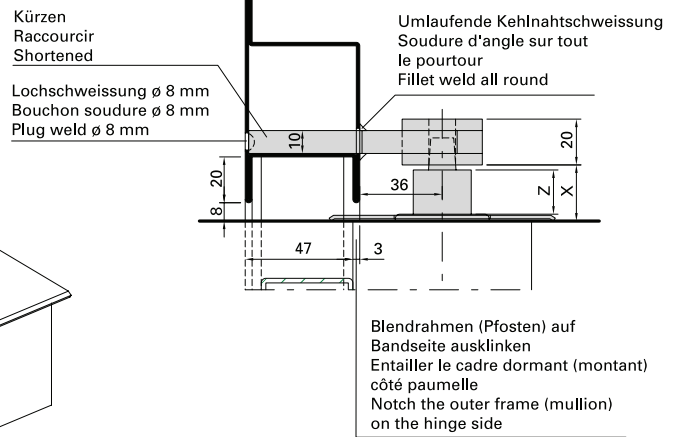 Kürzen
Raccourcir
Shortened
Lochschweissung ø 8 mm
Bouchon soudure ø 8 mm
Plug weld ø 8 mm
Umlaufende Kehlnahtschweissung
Soudure d'angle sur tout
le pourtour
Fillet weld all round
10
20
20
36
Z
X
8
47
3
Blendrahmen (Pfosten) auf
Bandseite ausklinken
Entailler le cadre dormant (montant)
côté paumelle
Notch the outer frame (mullion)
on the hinge side